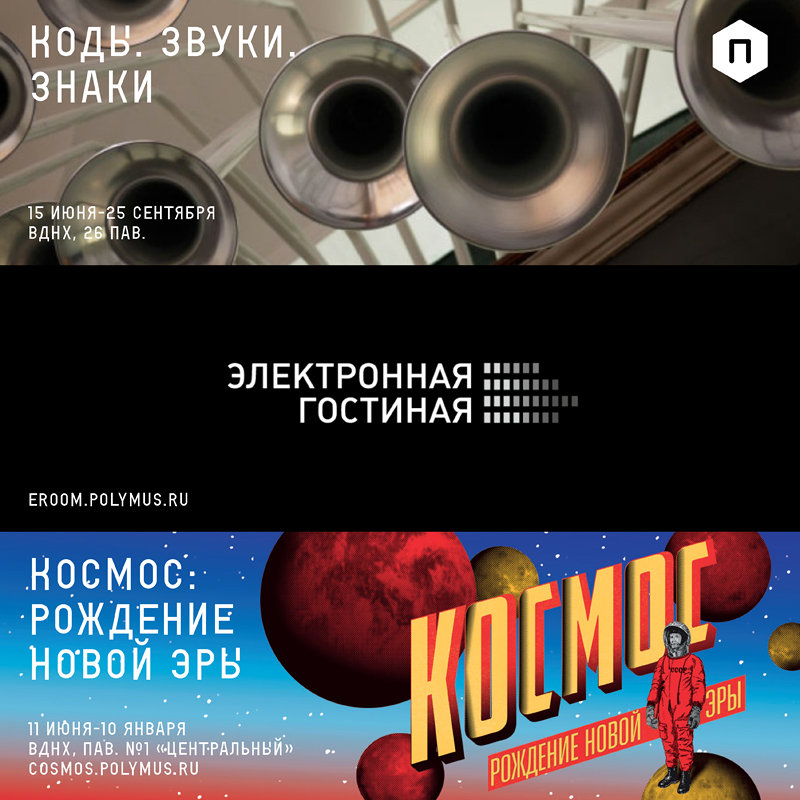 КОДЫ. ЗВУКИ.
ЗНАКИ
П
15 ИЮНЯ-25 СЕНТЯБРЯ
ВДНХ, 26 ПАВ.
ЭЛЕКТРОННАЯ
ГОСТИНАЯ
EROOM.POLYMUS.RU
КОСМОС:
РОЖДЕНИЕ
НОВОЙ ЭРЫ
КОСМОС
СССР
РОЖДЕНИЕ НОВОЙ ЭРЫ
11 ИЮНЯ-10 ЯНВАРЯ
ВДНХ, ПАВ. №1 «ЦЕНТРАЛЬНЫЙ»
COSMOS.POLYMUS.RU